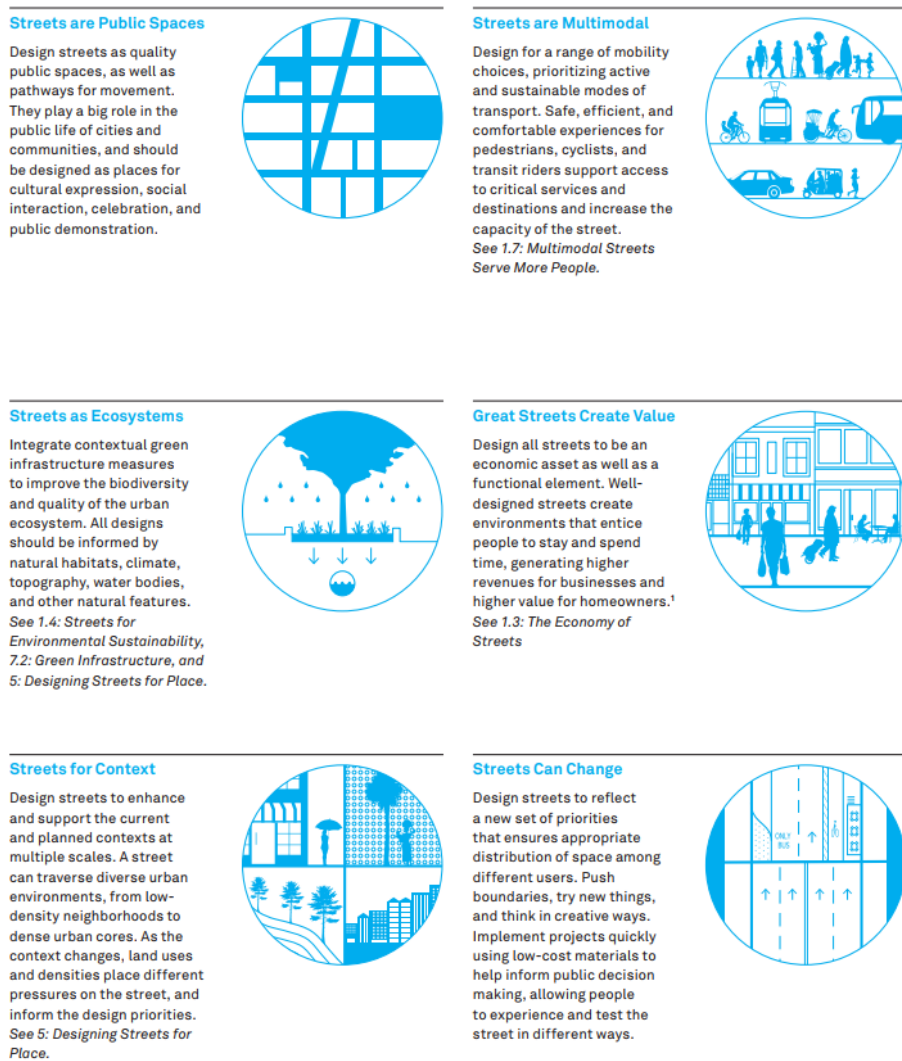 Streets are Public Spaces
Design streets as quality
public spaces, as well as
pathways for movement.
They play a big role in the
public life of cities and
communities, and should
be designed as places for
cultural expression, social
interaction, celebration, and
public demonstration.
Streets are Multimodal
Design for a range of mobility
choices, prioritizing active
and sustainable modes of
transport. Safe, efficient, and
comfortable experiences for
pedestrians, cyclists, and
transit riders support access
to critical services and
destinations and increase the
capacity of the street.
See 1.7: Multimodal Streets
Serve More People.
Streets as Ecosystems
Integrate contextual green
infrastructure measures
to improve the biodiversity
and quality of the urban
ecosystem. All designs
should be informed by
natural habitats, climate,
topography, water bodies,
and other natural features.
See 1.4: Streets for
Environmental Sustainability,
7.2: Green Infrastructure, and
5: Designing Streets for Place.
Great Streets Create Value
Design all streets to be an
economic asset as well as a
functional element. Well-
designed streets create
environments that entice
people to stay and spend
time, generating higher
revenues for businesses and
higher value for homeowners.¹
See 1.3: The Economy of
Streets
Streets for Context
Design streets to enhance
and support the current
and planned contexts at
multiple scales. A street
can traverse diverse urban
environments, from low-
density neighborhoods to
dense urban cores. As the
context changes, land uses
and densities place different
pressures on the street, and
inform the design priorities.
See 5: Designing Streets for
Place.
Streets Can Change
Design streets to reflect
a new set of priorities
that ensures appropriate
distribution of space among
different users. Push
boundaries, try new things,
and think in creative ways.
Implement projects quickly
using low-cost materials to
help inform public decision
making, allowing people
to experience and test the
street in different ways.
ONLY
BUS